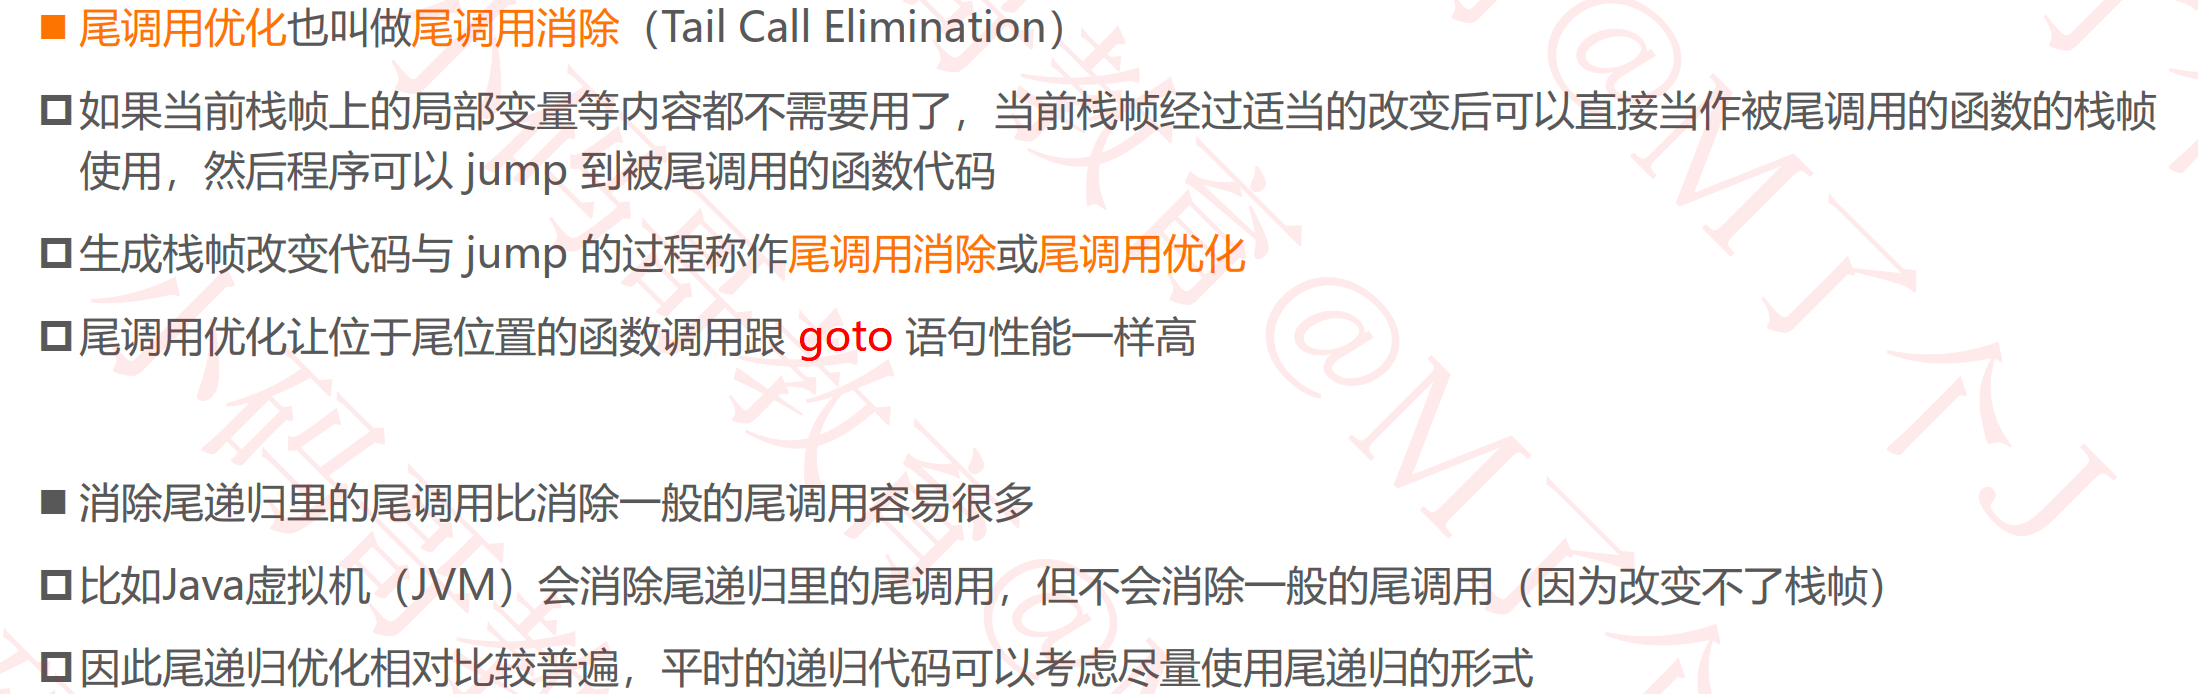 ■ 尾调用优化也叫做尾调用消除（Tail Call Elimination）
如果当前栈帧上的局部变量等内容都不需要用了，当前栈帧经过适当的改变后可以直接当作被尾调用的函数的栈帧
使用，然后程序可以 jump 到被尾调用的函数代码
生成栈帧改变代码与 jump 的过程称作尾调用消除或尾调用优化
尾调用优化让位于尾位置的函数调用跟 goto 语句性能一样高
■ 消除尾递归里的尾调用比消除一般的尾调用容易很多
比如Java虚拟机（JVM）会消除尾递归里的尾调用，但不会消除一般的尾调用（因为改变不了栈帧）
因此尾递归优化相对比较普遍，平时的递归代码可以考虑尽量使用尾递归的形式
小码哥教育@M了个J